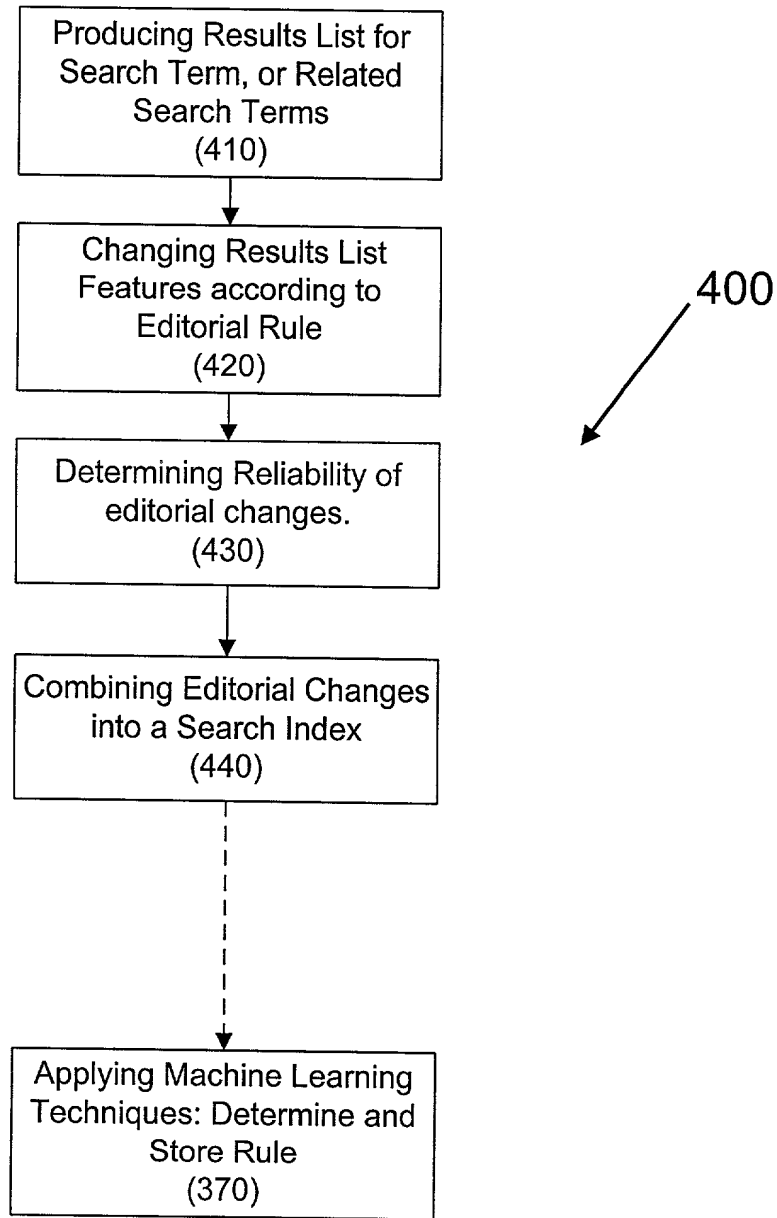 Producing Results List for
Search Term, or Related
Search Terms
(410)
Changing Results List
Features according to
Editorial Rule
(420)
400
Determining Reliability of
editorial changes.
(430)
Combining Editorial Changes
into a Search Index
(440)
Applying Machine Learning
Techniques: Determine and
Store Rule
(370)